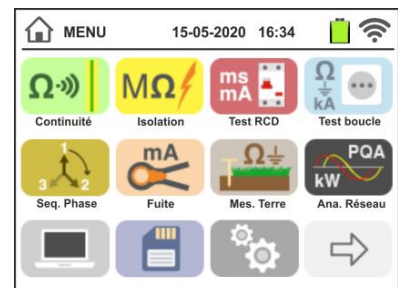 MENU 15-05-2020 16:34
Ω MΩ ms mA Ω kA
Continuité Isolation Test RCD Test boucle
1 3 2 mA Ω PQA kW
Seq. Phase Fuite Mes. Terre Ana. Réseau